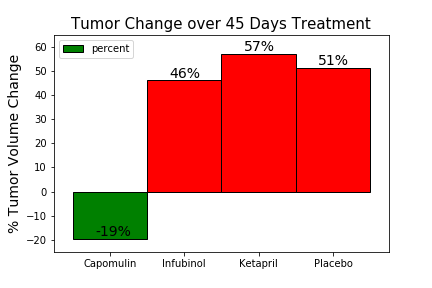 Tumor Change over 45 Days Treatment
percent
% Tumor Volume Change
60
50
40
30
20
10
0
−10
−20
-19%
46%
57%
51%
Capomulin
Infubinol
Ketapril
Placebo